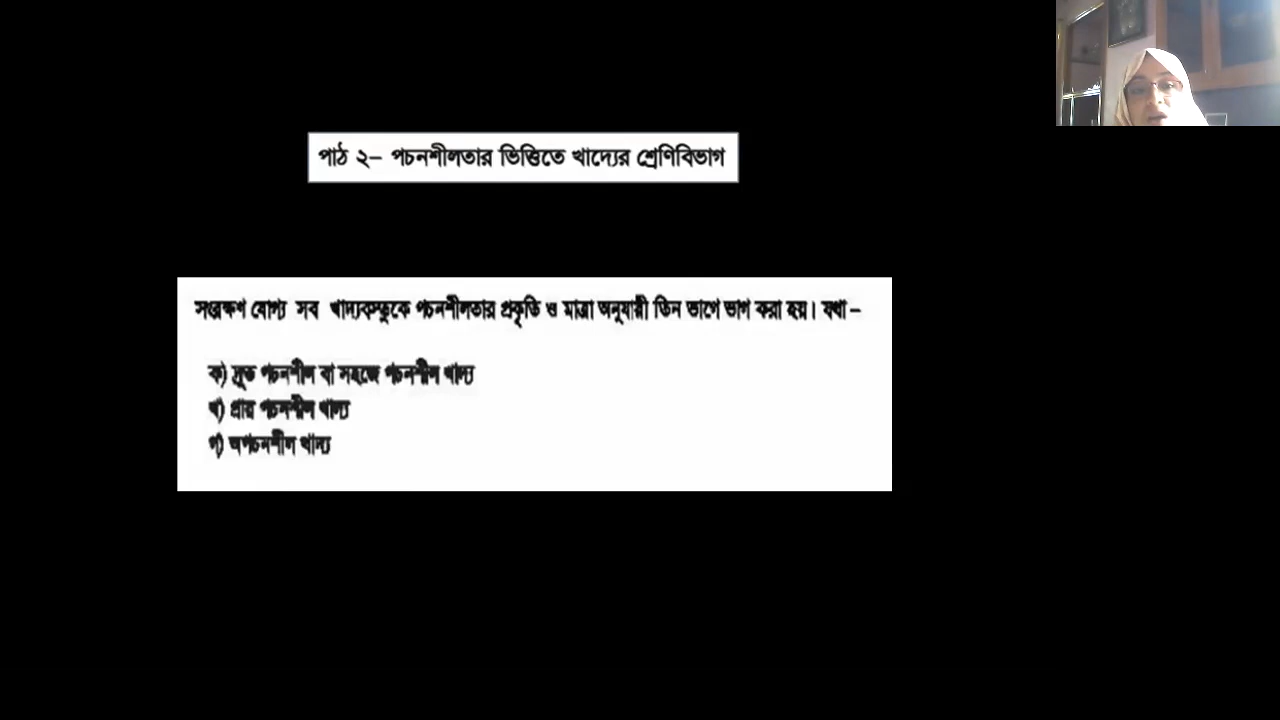 পাঠ ২– পচনশীলতার ভিত্তিতে খাদ্যের শ্রেণিবিভাগ
সংরক্ষণ যোগ্য সব খাদ্যবস্তুকে পচনশীলতার প্রকৃতি ও মাত্রা অনুযায়ী তিন ভাগে ভাগ করা হয়। যথা –
ক) দ্রুত পচনশীল বা সহজে পচনশীল খাদ্য
খ) প্রায় পচনশীল খাদ্য
গ) অপচনশীল খাদ্য